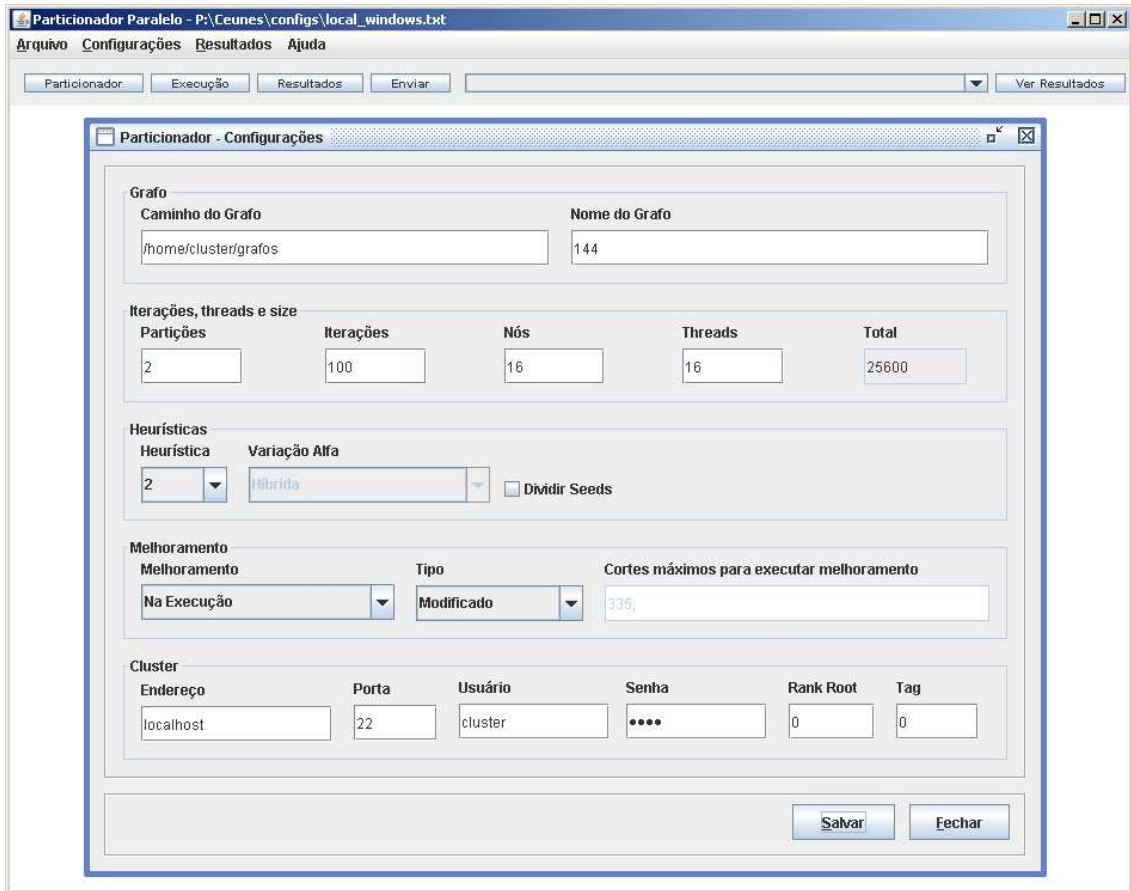 Particionador Paralelo - P:\Ceunes\configs\local_windows.txt
Arquivo Configurações Resultados Ajuda
Particionador Execução Resultados Enviar Ver Resultados
Particionador - Configurações
Grafo
Caminho do Grafo Nome do Grafo
/home/cluster/grafos 144
Iterações, threads e size
Partições Iterações Nós Threads Total
2 100 16 16 25600
Heurísticas
Heurística Variação Alfa
2 Híbrida Dividir Seeds
Melhoramento
Melhoramento Tipo Cortes máximos para executar melhoramento
Na Execução Modificado 335;
Cluster
Endereço Porta Usuário Senha Rank Root Tag
localhost 22 cluster •••• 0 0
Salvar Fechar